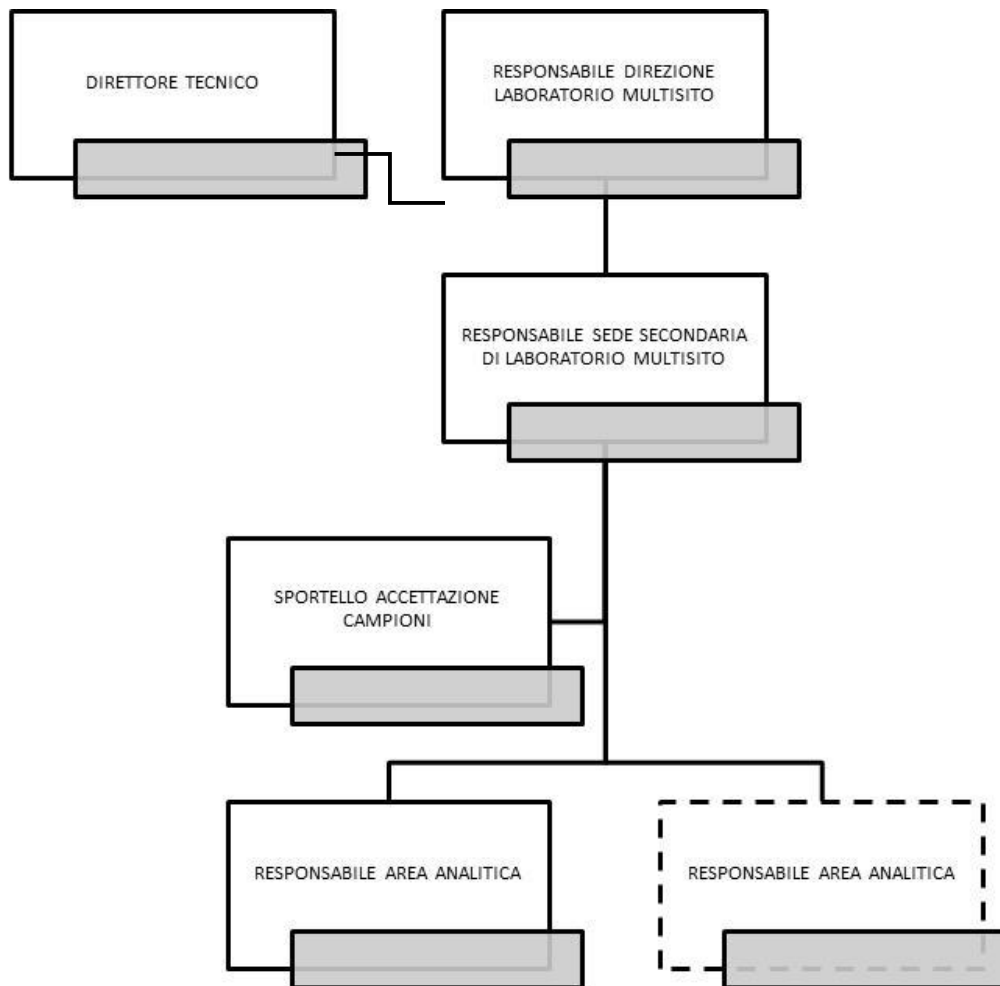 DIRETTORE TECNICO
RESPONSABILE DIREZIONE
LABORATORIO MULTISITO
RESPONSABILE SEDE SECONDARIA
DI LABORATORIO MULTISITO
SPORTELLO ACCETTAZIONE
CAMPIONI
RESPONSABILE AREA ANALITICA
RESPONSABILE AREA ANALITICA